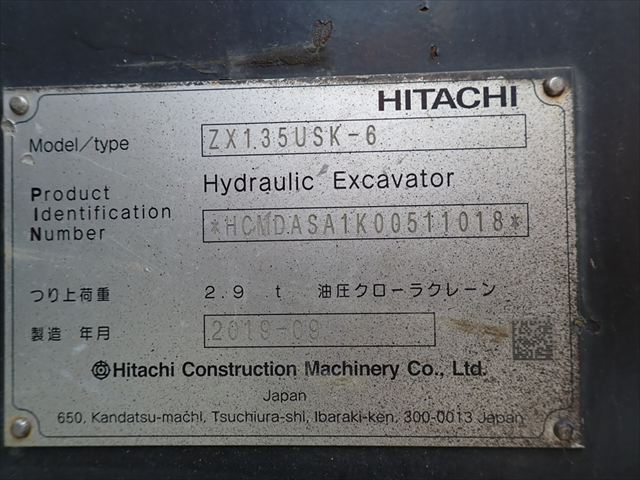 HITACHI
Model/type ZX135USK-6
Hydraulic Excavator
Product
Identification
Number *HCMDASA1K00511018*
つり上荷重 2.9 t 油圧クローラクレーン
製造 年月 2019-09
Hitachi Construction Machinery Co., Ltd.
Japan
650, Kandatsu-machi, Tsuchiura-shi, Ibaraki-ken, 300-0013 Japan